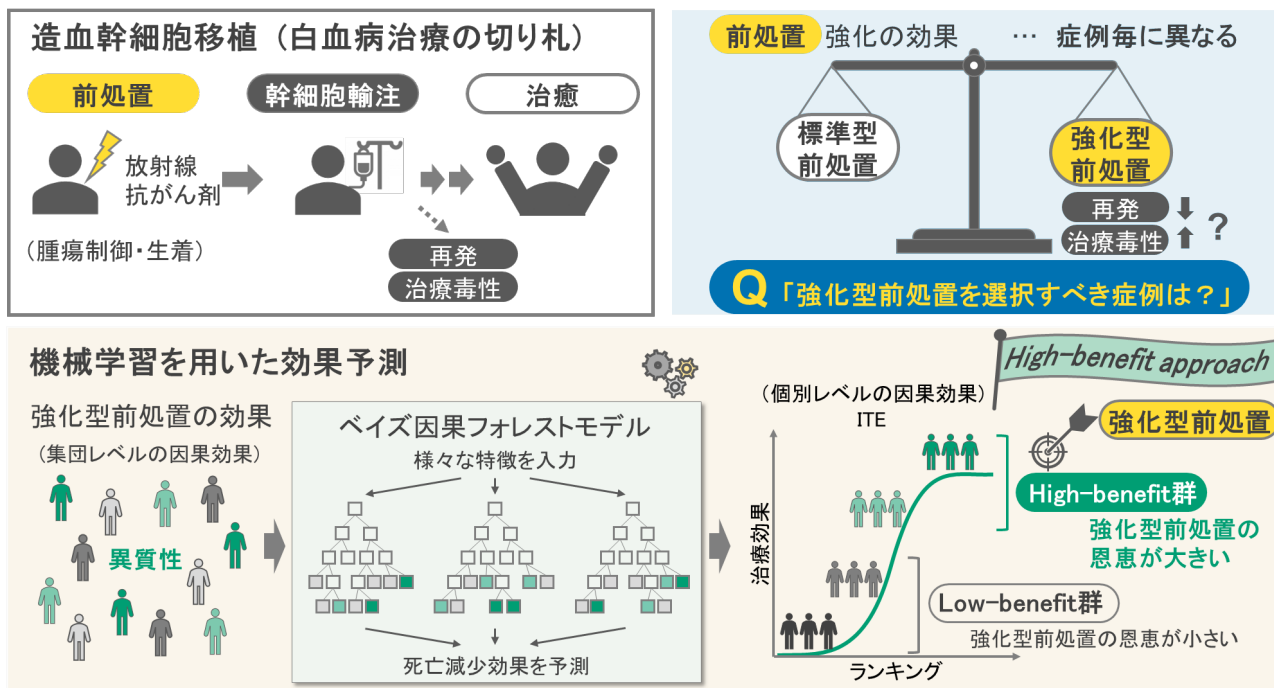 造血幹細胞移植（白血病治療の切り札）
前処置
幹細胞輸注
治癒
放射線
抗がん剤
（腫瘍制御・生着）
再発
治療毒性
前処置 強化の効果 … 症例毎に異なる
標準型
前処置
強化型
前処置
再発
治療毒性
?
Q「強化型前処置を選択すべき症例は？」
機械学習を用いた効果予測
強化型前処置の効果
（集団レベルの因果効果）
異質性
ベイズ因果フォレストモデル
様々な特徴を入力
死亡減少効果を予測
High-benefit approach
（個別レベルの因果効果）
ITE
治療効果
ランキング
強化型前処置
High-benefit群
強化型前処置の
恩恵が大きい
Low-benefit群
強化型前処置の恩恵が小さい